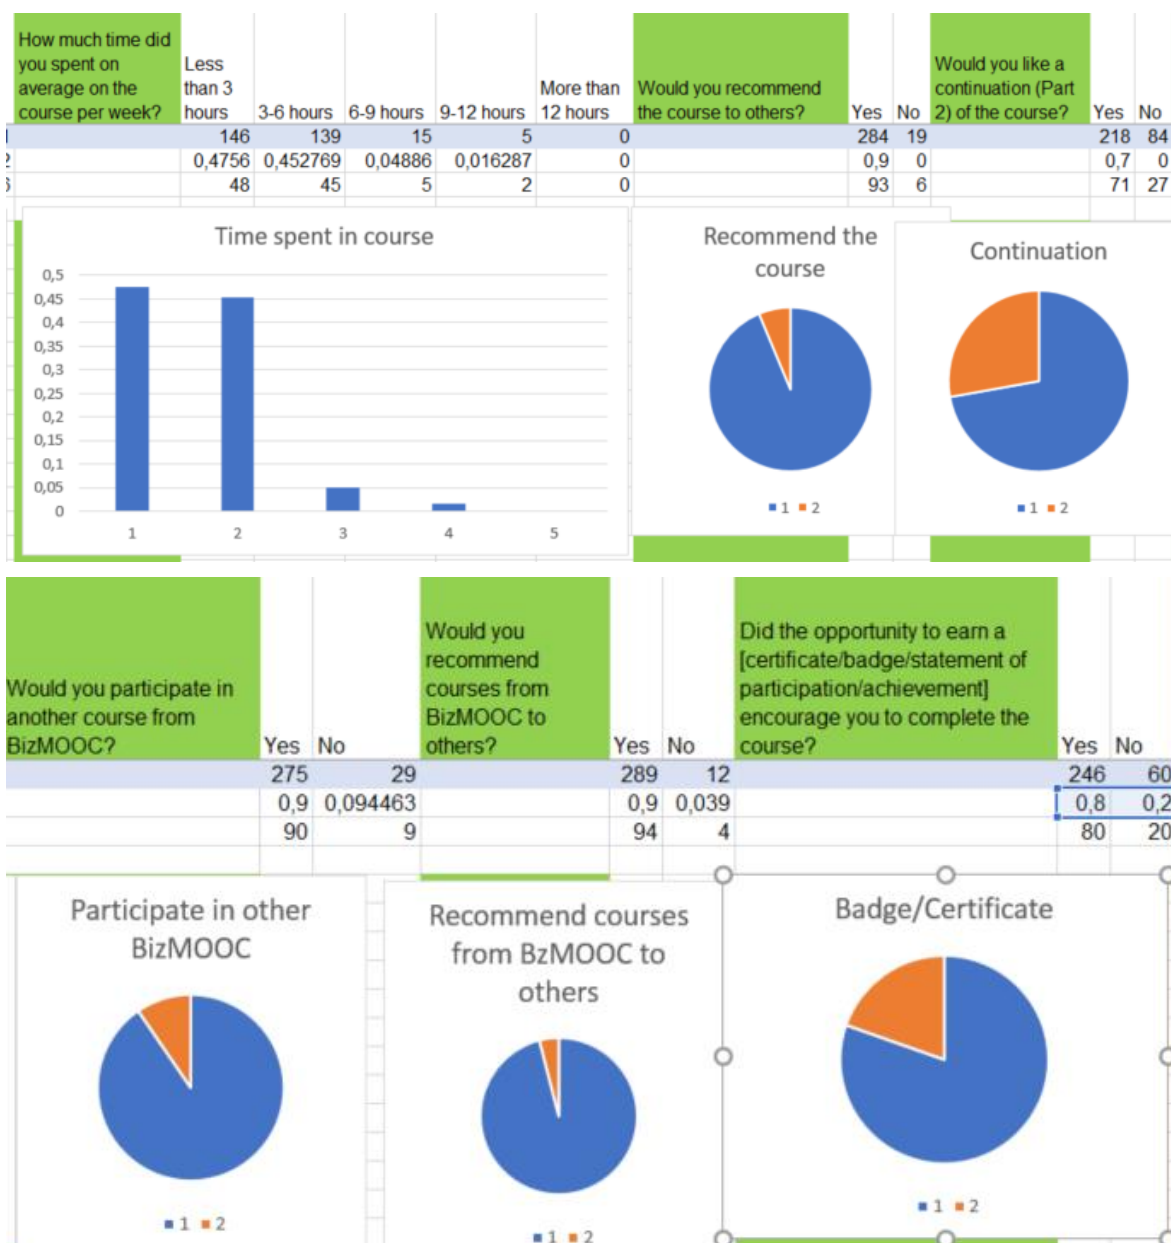 How much time did
you spent on
average on the
course per week?
Less
than 3
hours
3-6 hours
6-9 hours
9-12 hours
More than
12 hours
Would you recommend
the course to others?
Yes
No
Would you like a
continuation (Part
2) of the course?
Yes
No
146 139 15 5 0 284 19 218 84
0,4756 0,452769 0,04886 0,016287 0 0,9 0 0,7 0
48 45 5 2 0 93 6 71 27
Time spent in course
0,5
0,45
0,4
0,35
0,3
0,25
0,2
0,15
0,1
0,05
0
1 2 3 4 5
Recommend the
course
1 2
Continuation
1 2
Would you participate in
another course from
BizMOOC?
Yes
No
Would you
recommend
courses from
BizMOOC to
others?
Yes
No
Did the opportunity to earn a
[certificate/badge/statement of
participation/achievement]
encourage you to complete the
course?
Yes
No
275 29 289 12 246 60
0,9 0,094463 0,9 0,039 0,8 0,2
90 9 94 4 80 20
Participate in other
BizMOOC
1 2
Recommend courses
from BzMOOC to
others
1 2
Badge/Certificate
1 2